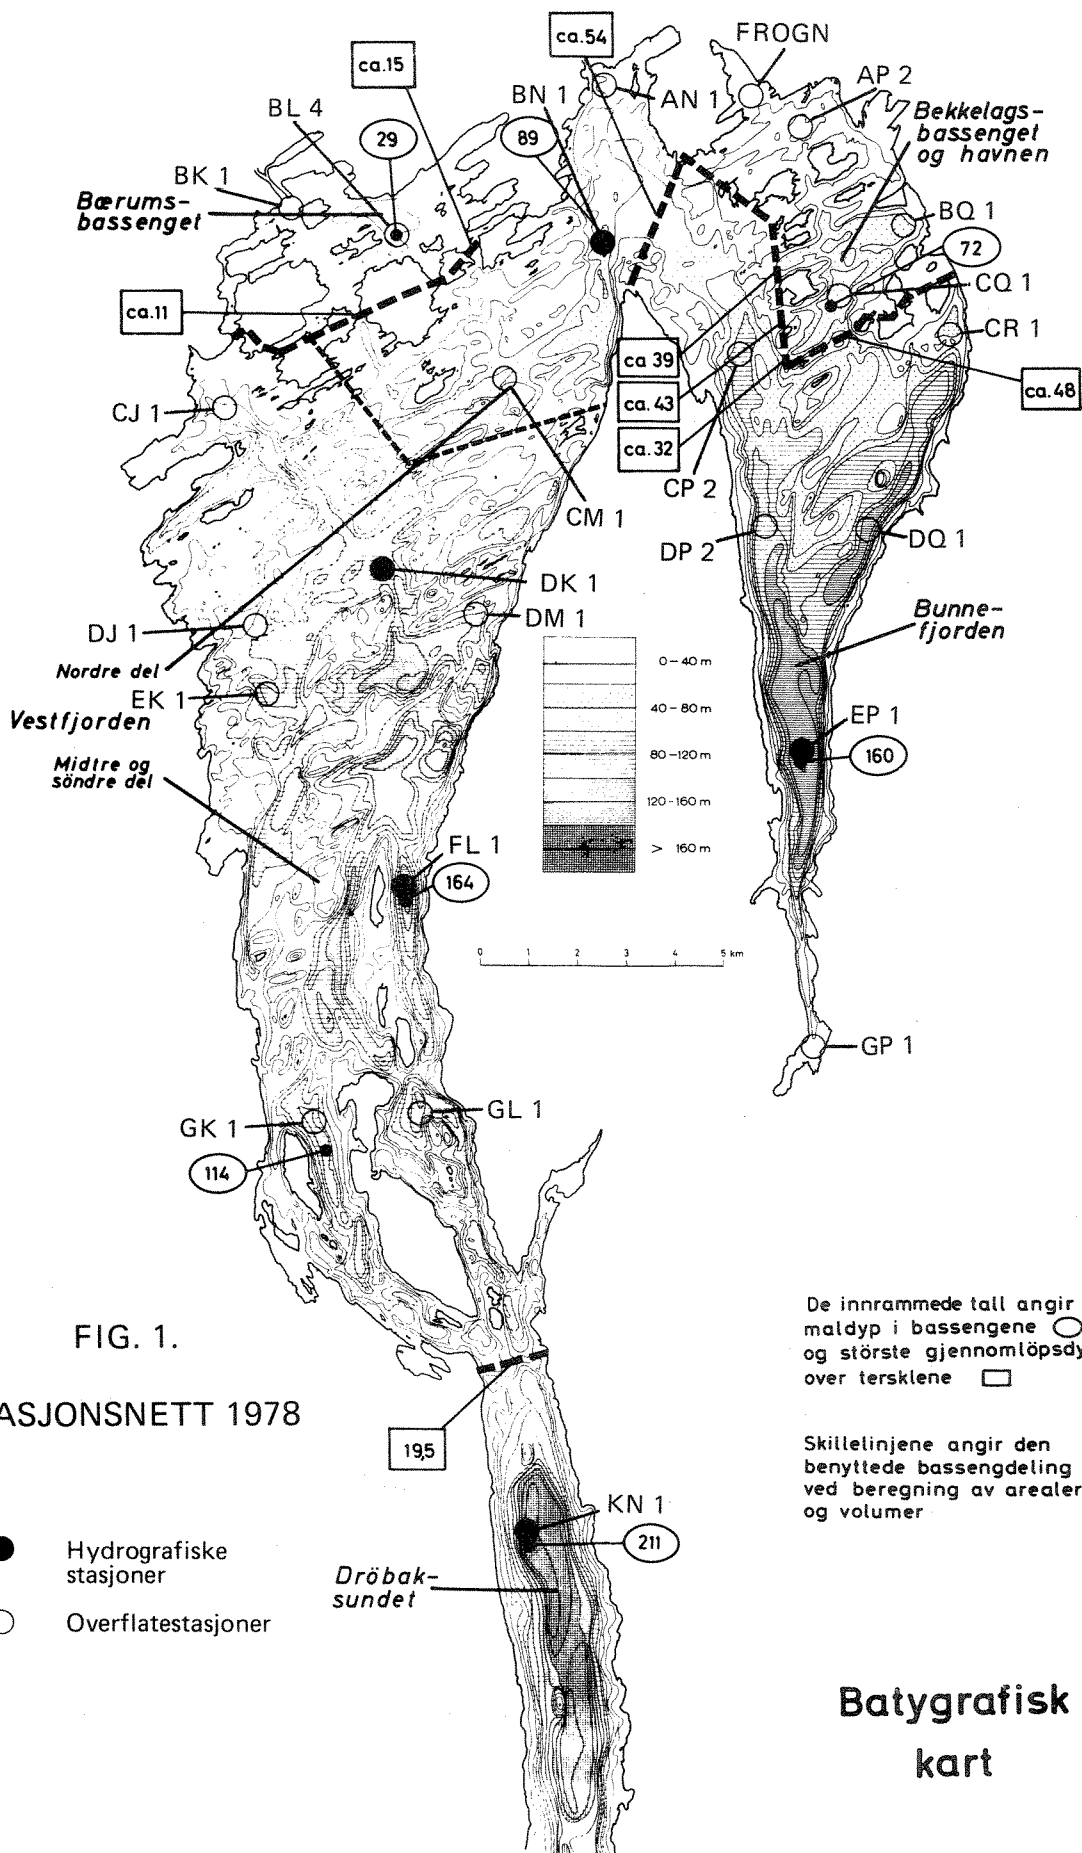 ca.54
FROGN
ca.15
BN 1
AN 1
AP 2
BL 4
29
89
Bekkelags-
bassenget
og havnen
BK 1
Bærums-
bassenget
BQ 1
72
CQ 1
ca.11
CR 1
ca 39
ca.43
ca.48
ca.32
CJ 1
CP 2
CM 1
DP 2
DQ 1
DK 1
DJ 1
DM 1
Bunne-
fjorden
Nordre del
EK 1
Vestfjorden
0-40 m
40-80 m
80-120 m
120-160 m
> 160 m
EP 1
160
Midtre og
söndre del
FL 1
164
0 1 2 3 4 5 km
GP 1
GK 1
GL 1
114
De innrammede tall angir
maldyp i bassengene
og störste gjennomlöpsdy
over tersklene
FIG. 1.
ASJONSNETT 1978
19,5
Skillelinjene angir den
benyttede bassengdeling
ved beregning av arealer
og volumer
KN 1
211
Hydrografiske
stasjoner
Dröbak-
sundet
Overflatestasjoner
Batygrafisk
kart